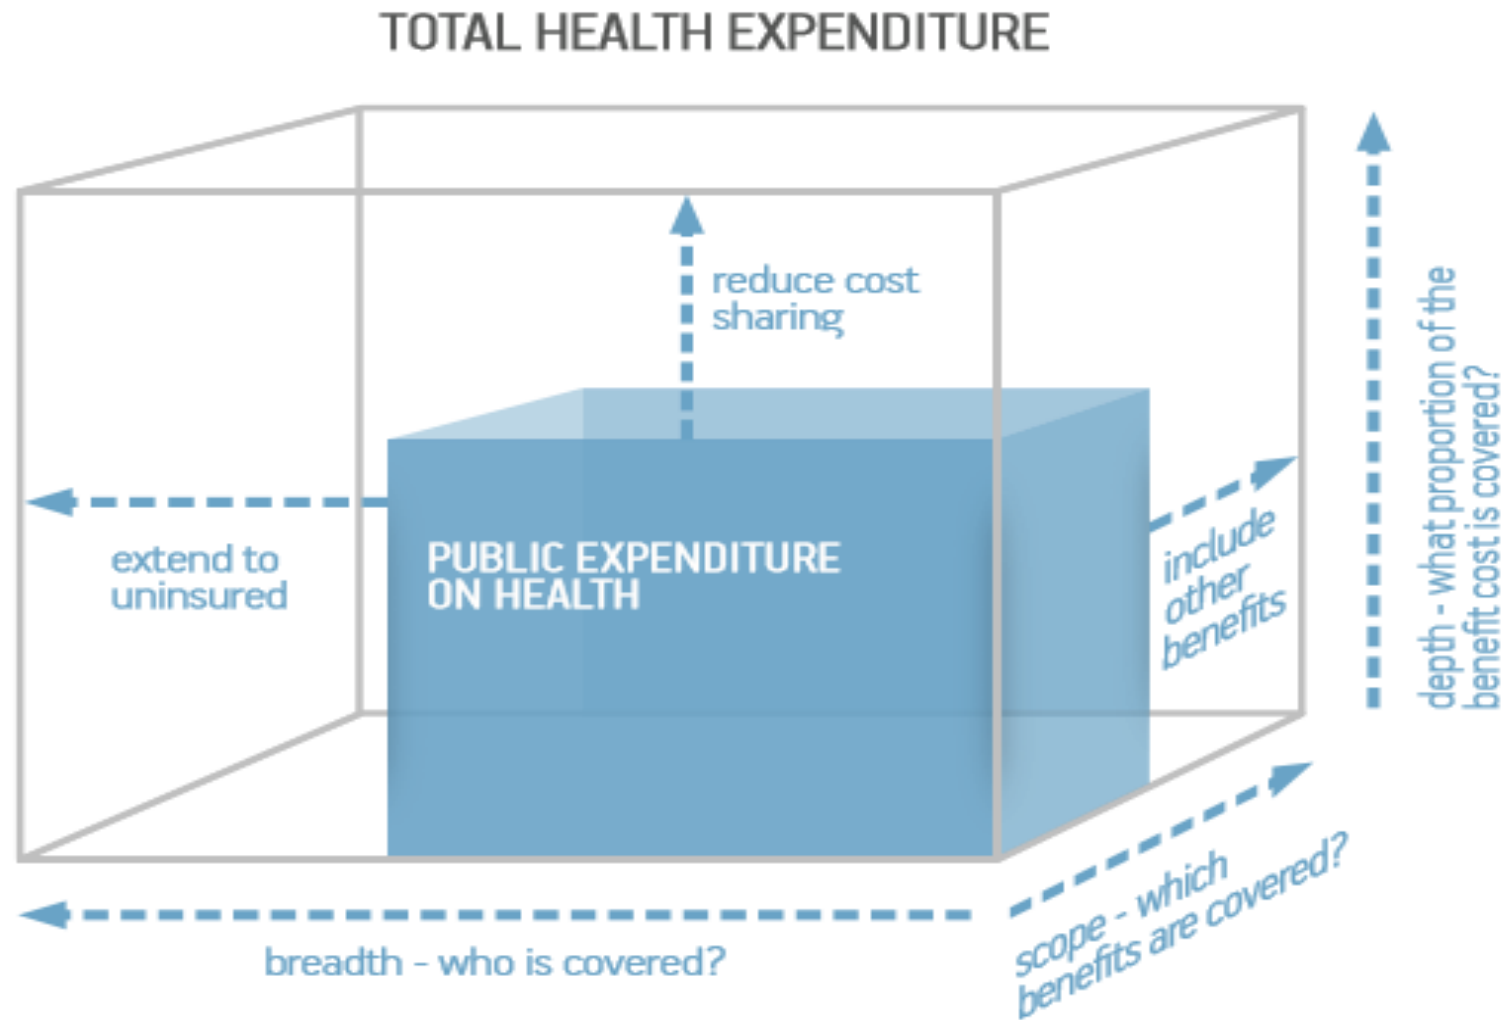 TOTAL HEALTH EXPENDITURE
reduce cost
sharing
extend to
uninsured
PUBLIC EXPENDITURE
ON HEALTH
include
other
benefits
depth - what proportion of the
benefit cost is covered?
breadth - who is covered?
scope - which
benefits are covered?